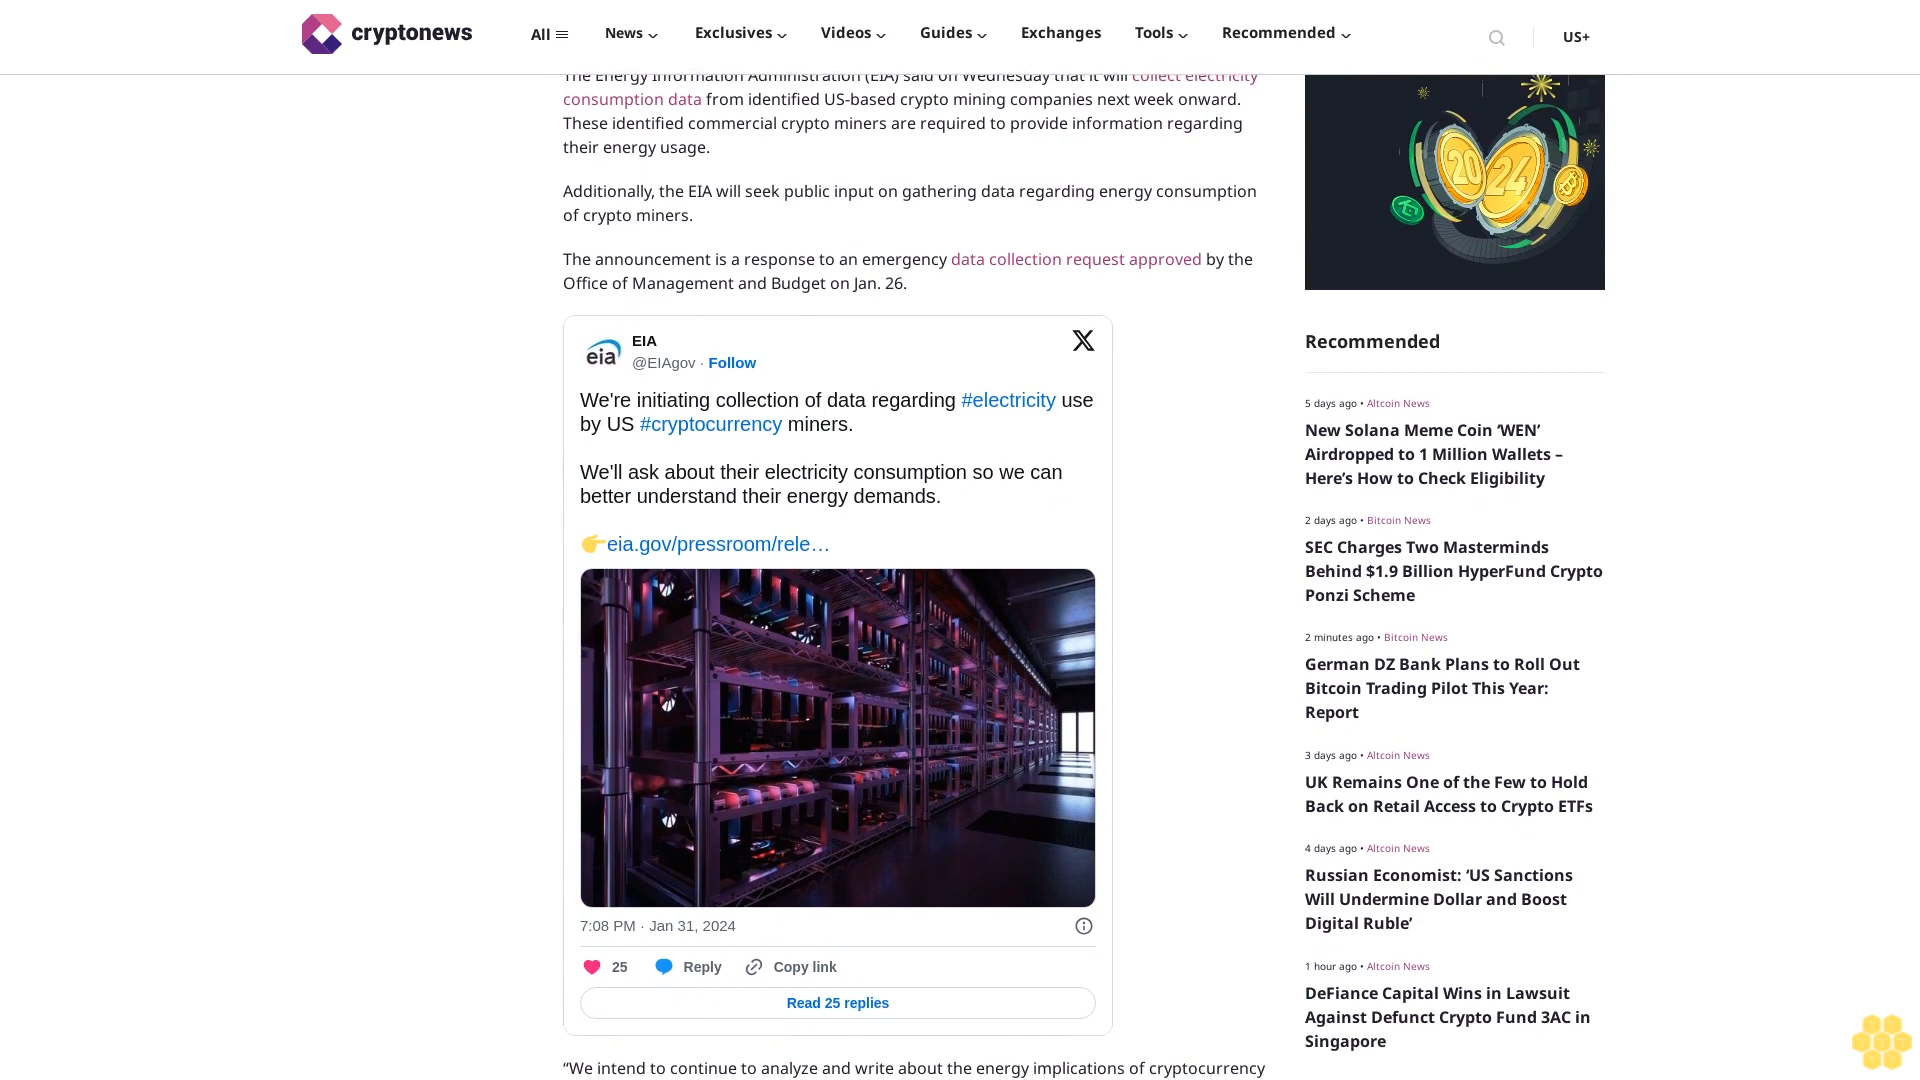 cryptonews
All
News
Exclusives
Videos
Guides
Exchanges
Tools
Recommended
US+
The Energy Information Administration (EIA) said on Wednesday that it will collect electricity
consumption data from identified US-based crypto mining companies next week onward.
These identified commercial crypto miners are required to provide information regarding
their energy usage.
Additionally, the EIA will seek public input on gathering data regarding energy consumption
of crypto miners.
The announcement is a response to an emergency data collection request approved by the
Office of Management and Budget on Jan. 26.
eia
EIA
@EIAgov · Follow
We're initiating collection of data regarding #electricity use
by US #cryptocurrency miners.
We'll ask about their electricity consumption so we can
better understand their energy demands.
👉eia.gov/pressroom/rele…
7:08 PM · Jan 31, 2024
25 Reply Copy link
Read 25 replies
“We intend to continue to analyze and write about the energy implications of cryptocurrency
2024
Recommended
5 days ago • Altcoin News
New Solana Meme Coin ‘WEN’
Airdropped to 1 Million Wallets –
Here’s How to Check Eligibility
2 days ago • Bitcoin News
SEC Charges Two Masterminds
Behind $1.9 Billion HyperFund Crypto
Ponzi Scheme
2 minutes ago • Bitcoin News
German DZ Bank Plans to Roll Out
Bitcoin Trading Pilot This Year:
Report
3 days ago • Altcoin News
UK Remains One of the Few to Hold
Back on Retail Access to Crypto ETFs
4 days ago • Altcoin News
Russian Economist: ‘US Sanctions
Will Undermine Dollar and Boost
Digital Ruble’
1 hour ago • Altcoin News
DeFiance Capital Wins in Lawsuit
Against Defunct Crypto Fund 3AC in
Singapore